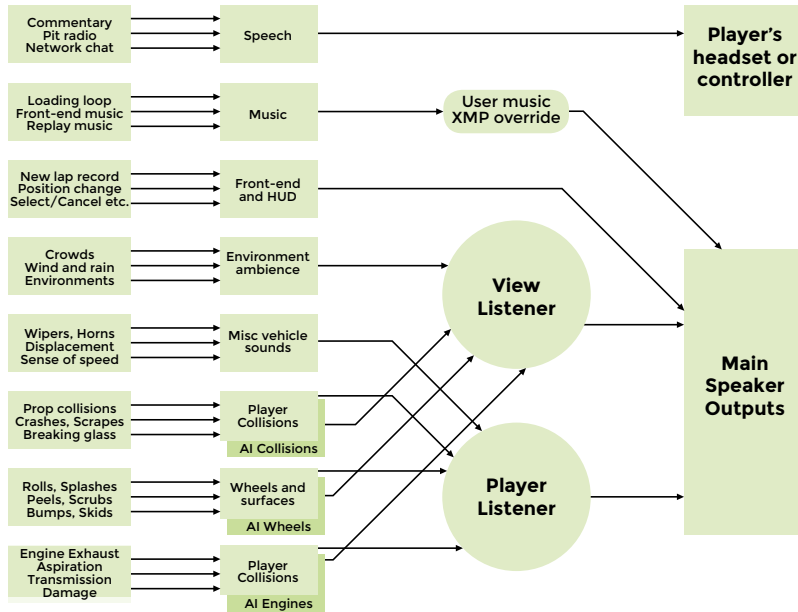 Commentary
Pit radio
Network chat
Speech
Player's
headset or
controller
Loading loop
Front-end music
Replay music
Music
User music
XMP override
New lap record
Position change
Select/Cancel etc.
Front-end
and HUD
Crowds
Wind and rain
Environments
Environment
ambience
View
Listener
Wipers, Horns
Displacement
Sense of speed
Misc vehicle
sounds
Main
Speaker
Outputs
Prop collisions
Crashes, Scrapes
Breaking glass
Player
Collisions
AI Collisions
Rolls, Splashes
Peels, Scrubs
Bumps, Skids
Wheels and
surfaces
AI Wheels
Player
Listener
Engine Exhaust
Aspiration
Transmission
Damage
Player
Collisions
AI Engines